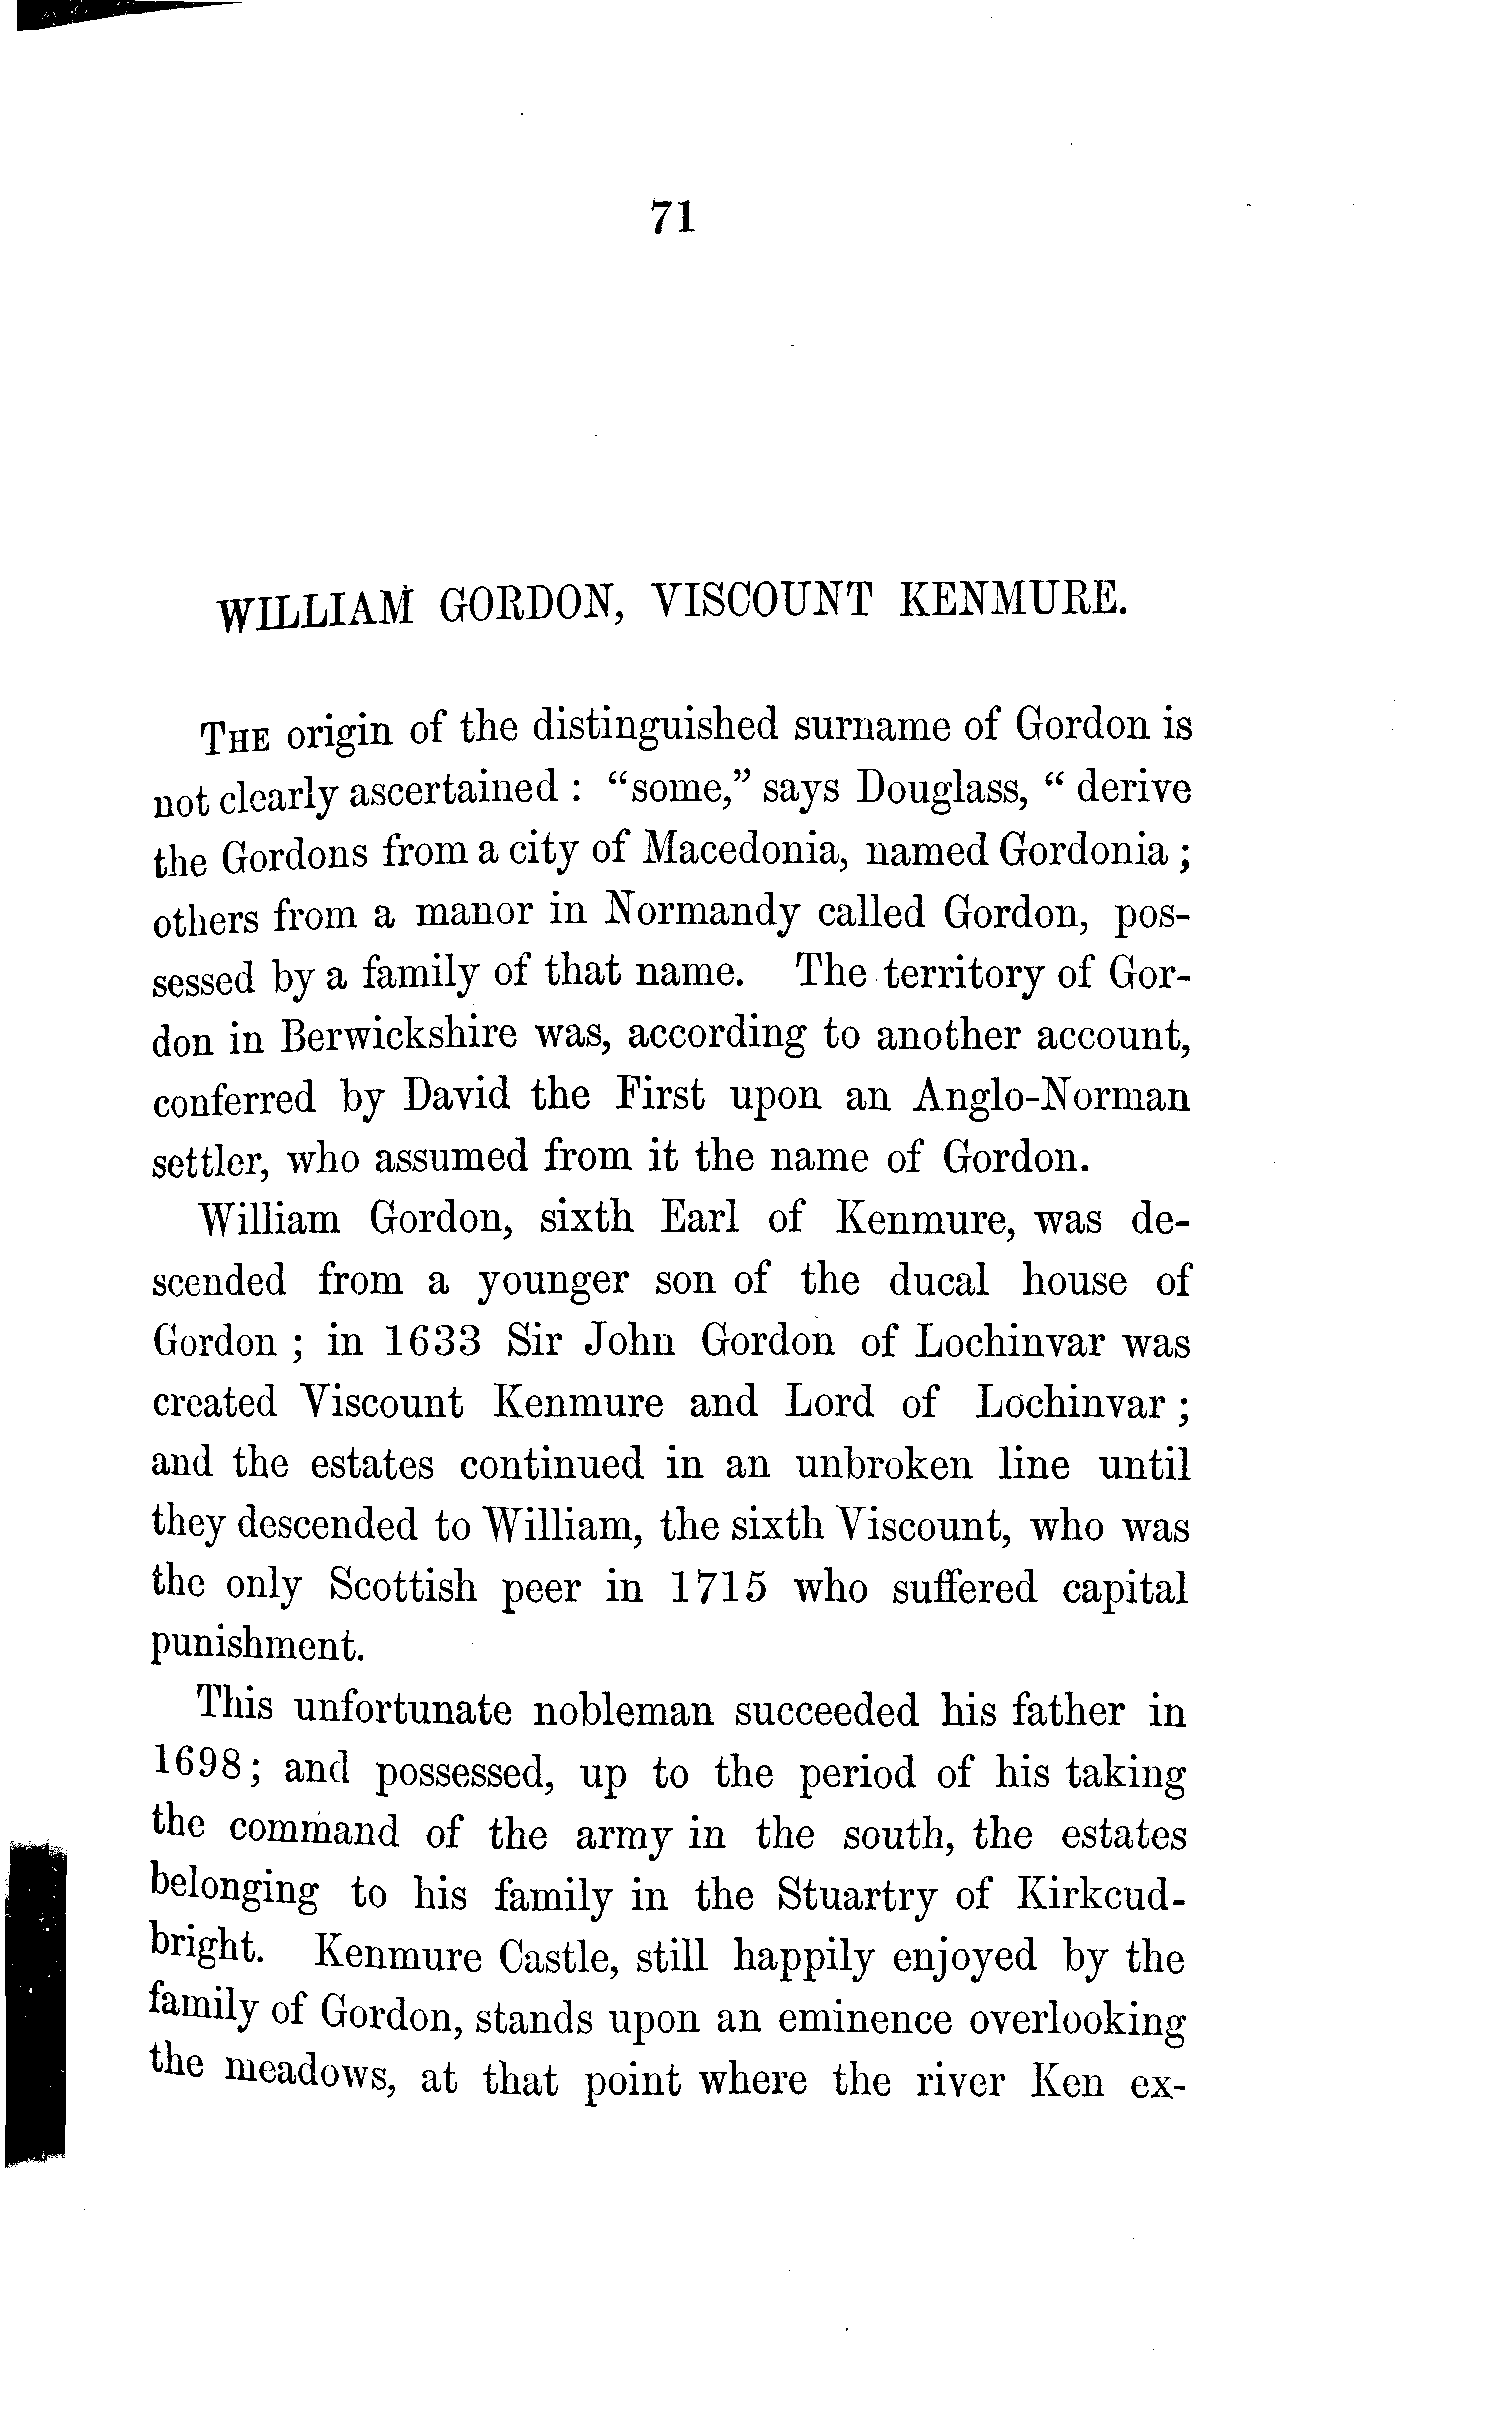 71
WILLIAM GORDON, VISCOUNT KENMURE.
THE origin of the distinguished surname of Gordon is
not clearly ascertained : "some," says Douglass, " derive
the Gordons from a city of Macedonia, named Gordonia ;
others from a manor in Normandy called Gordon, pos-
sessed by a family of that name. The territory of Gor-
don in Berwickshire was, according to another account,
conferred by David the First upon an Anglo-Norman
settler, who assumed from it the name of Gordon.
William Gordon, sixth Earl of Kenmure, was de-
scended from a younger son of the ducal house of
Gordon ; in 1633 Sir John Gordon of Lochinvar was
created Viscount Kenmure and Lord of Lochinvar ;
and the estates continued in an unbroken line until
they descended to William, the sixth Viscount, who was
the only Scottish peer in 1715 who suffered capital
punishment.
This unfortunate nobleman succeeded his father in
1698; and possessed, up to the period of his taking
the command of the army in the south, the estates
belonging to his family in the Stuartry of Kirkcud-
bright. Kenmure Castle, still happily enjoyed by the
family of Gordon, stands upon an eminence overlooking
the meadows, at that point where the river Ken ex-